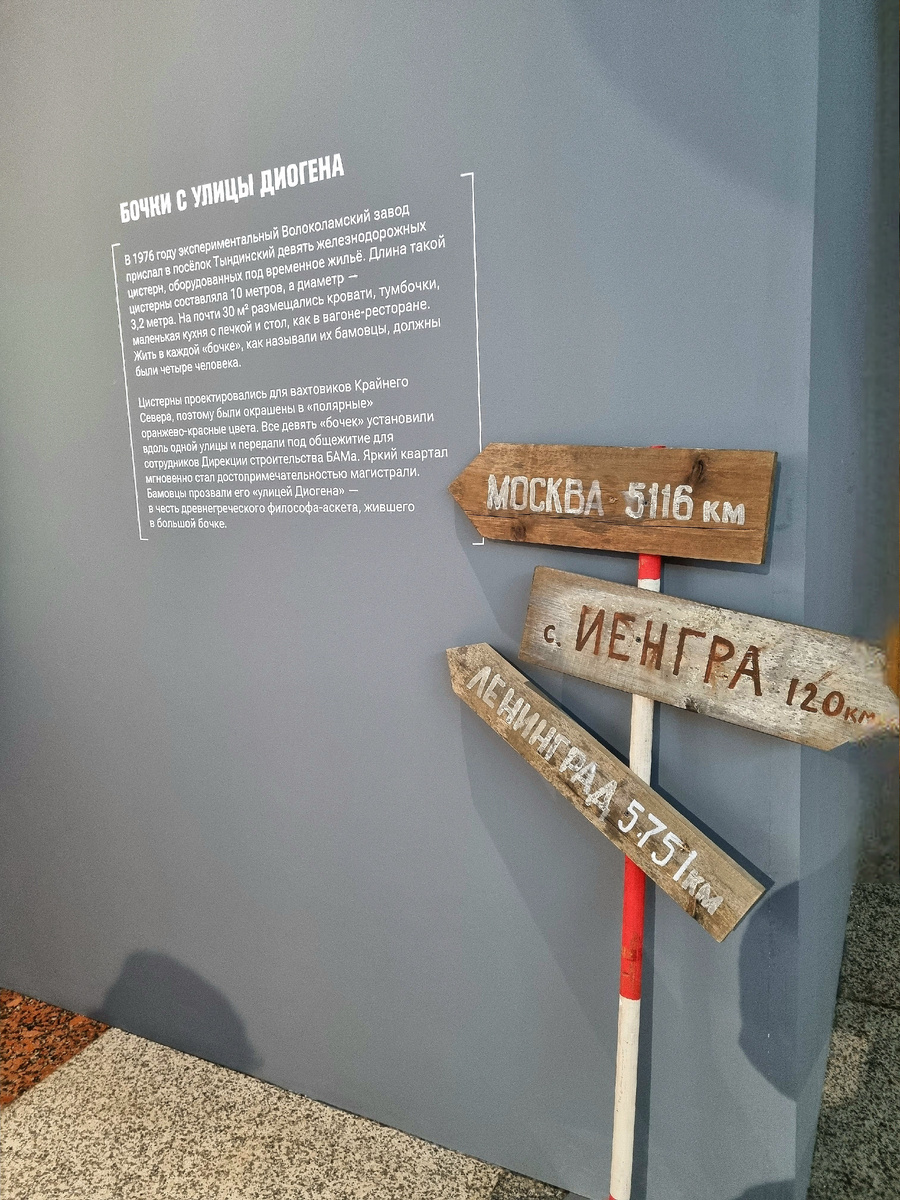 БОЧКИ С УЛИЦЫ ДИОГЕНА
В 1976 году экспериментальный Волоколамский завод
прислал в посёлок Тындинский девять железнодорожных
цистерн, оборудованных под временное жильё. Длина такой
цистерны составляла 10 метров, а диаметр —
3,2 метра. На почти 30 м² размещались кровати, тумбочки,
маленькая кухня с печкой и стол, как в вагоне-ресторане.
Жить в каждой «бочке», как называли их бамовцы, должны
были четыре человека.
Цистерны проектировались для вахтовиков Крайнего
Севера, поэтому были окрашены в «полярные»
оранжево-красные цвета. Все девять «бочек» установили
вдоль одной улицы и передали под общежитие для
сотрудников Дирекции строительства БАМа. Яркий квартал
мгновенно стал достопримечательностью магистрали.
Бамовцы прозвали его «улицей Диогена» —
в честь древнегреческого философа-аскета, жившего
в большой бочке.
МОСКВА 5116 КМ
с. ИЕНГРА 120КМ
ЛЕНИНГРАД 5751КМ